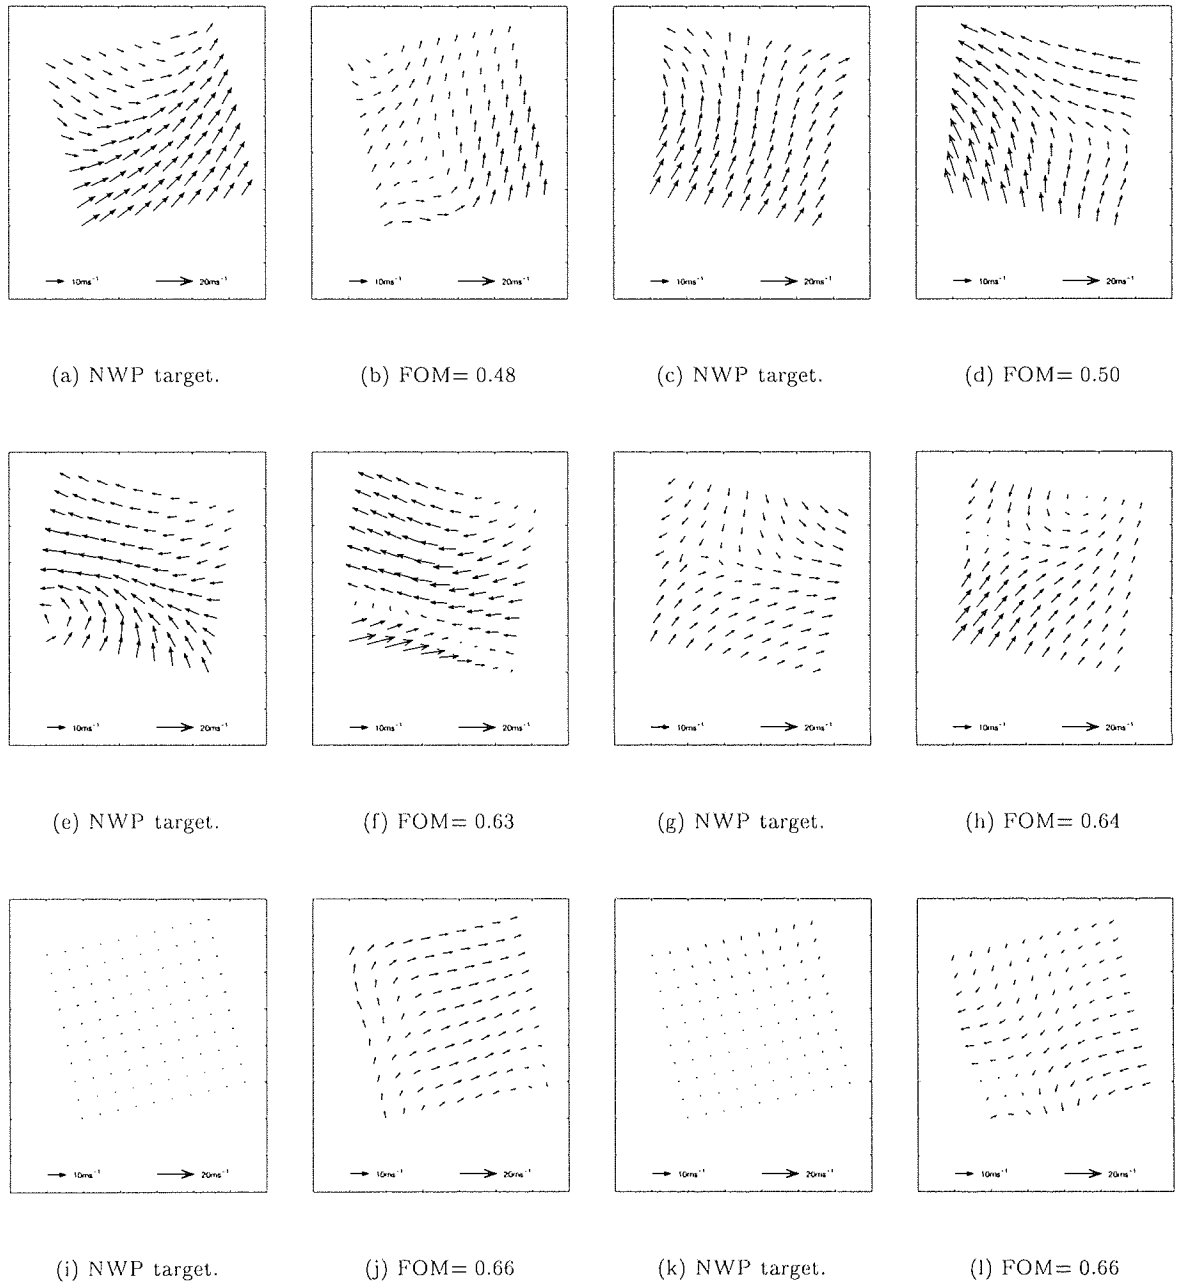 10ms⁻¹ 20ms⁻¹ 10ms⁻¹ 20ms⁻¹ 10ms⁻¹ 20ms⁻¹ 10ms⁻¹ 20ms⁻¹
(a) NWP target. (b) FOM= 0.48 (c) NWP target. (d) FOM= 0.50
10ms⁻¹ 20ms⁻¹ 10ms⁻¹ 20ms⁻¹ 10ms⁻¹ 20ms⁻¹ 10ms⁻¹ 20ms⁻¹
(e) NWP target. (f) FOM= 0.63 (g) NWP target. (h) FOM= 0.64
10ms⁻¹ 20ms⁻¹ 10ms⁻¹ 20ms⁻¹ 10ms⁻¹ 20ms⁻¹ 10ms⁻¹ 20ms⁻¹
(i) NWP target. (j) FOM= 0.66 (k) NWP target. (l) FOM= 0.66